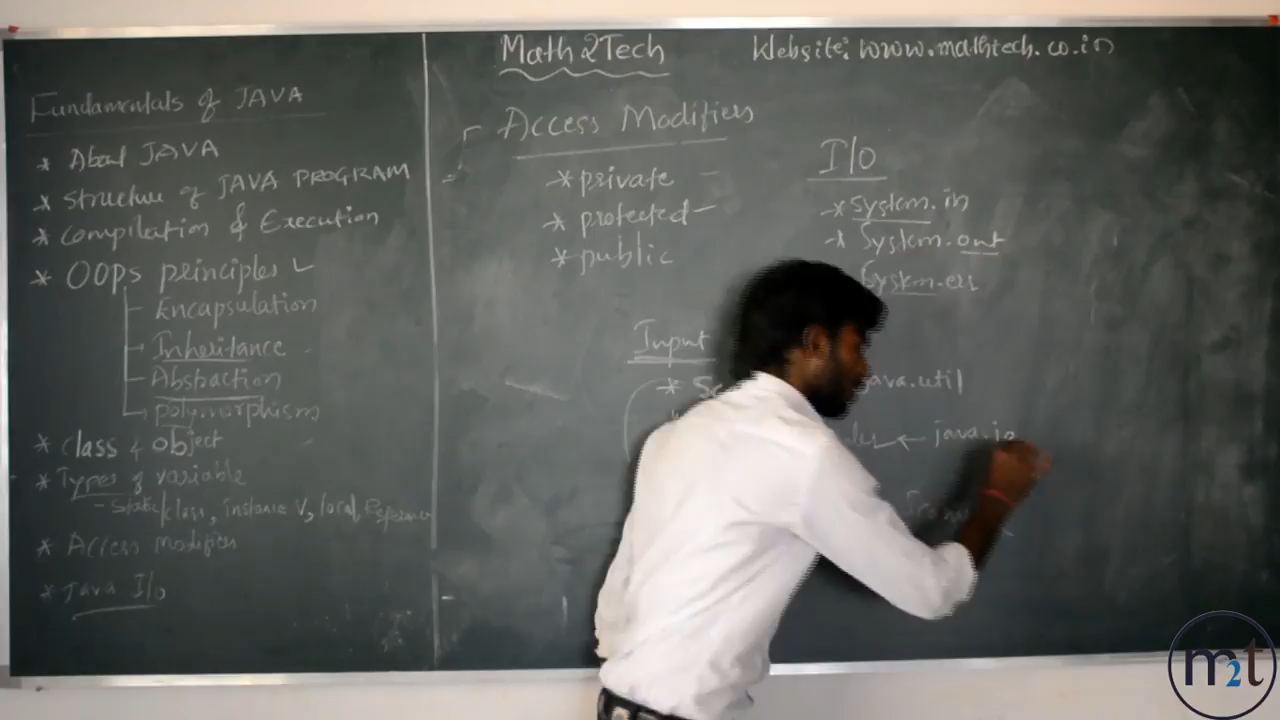 Math2Tech
Website: www.mathtech.co.in
Fundamentals of JAVA
* About JAVA
* Structure of JAVA PROGRAM
* Compilation & Execution
* OOPs principles
Encapsulation
Inheritance
Abstaction
polymorphism
* Class & object
* Types of variable
- Static/class, instance V, local,
* Access Modifiers
* Java I/o
Access Modifiers
* private -
* protected -
* public
I/O
* System.in
* System.out
System.err
Input
*
java.util
← java.io
m2t